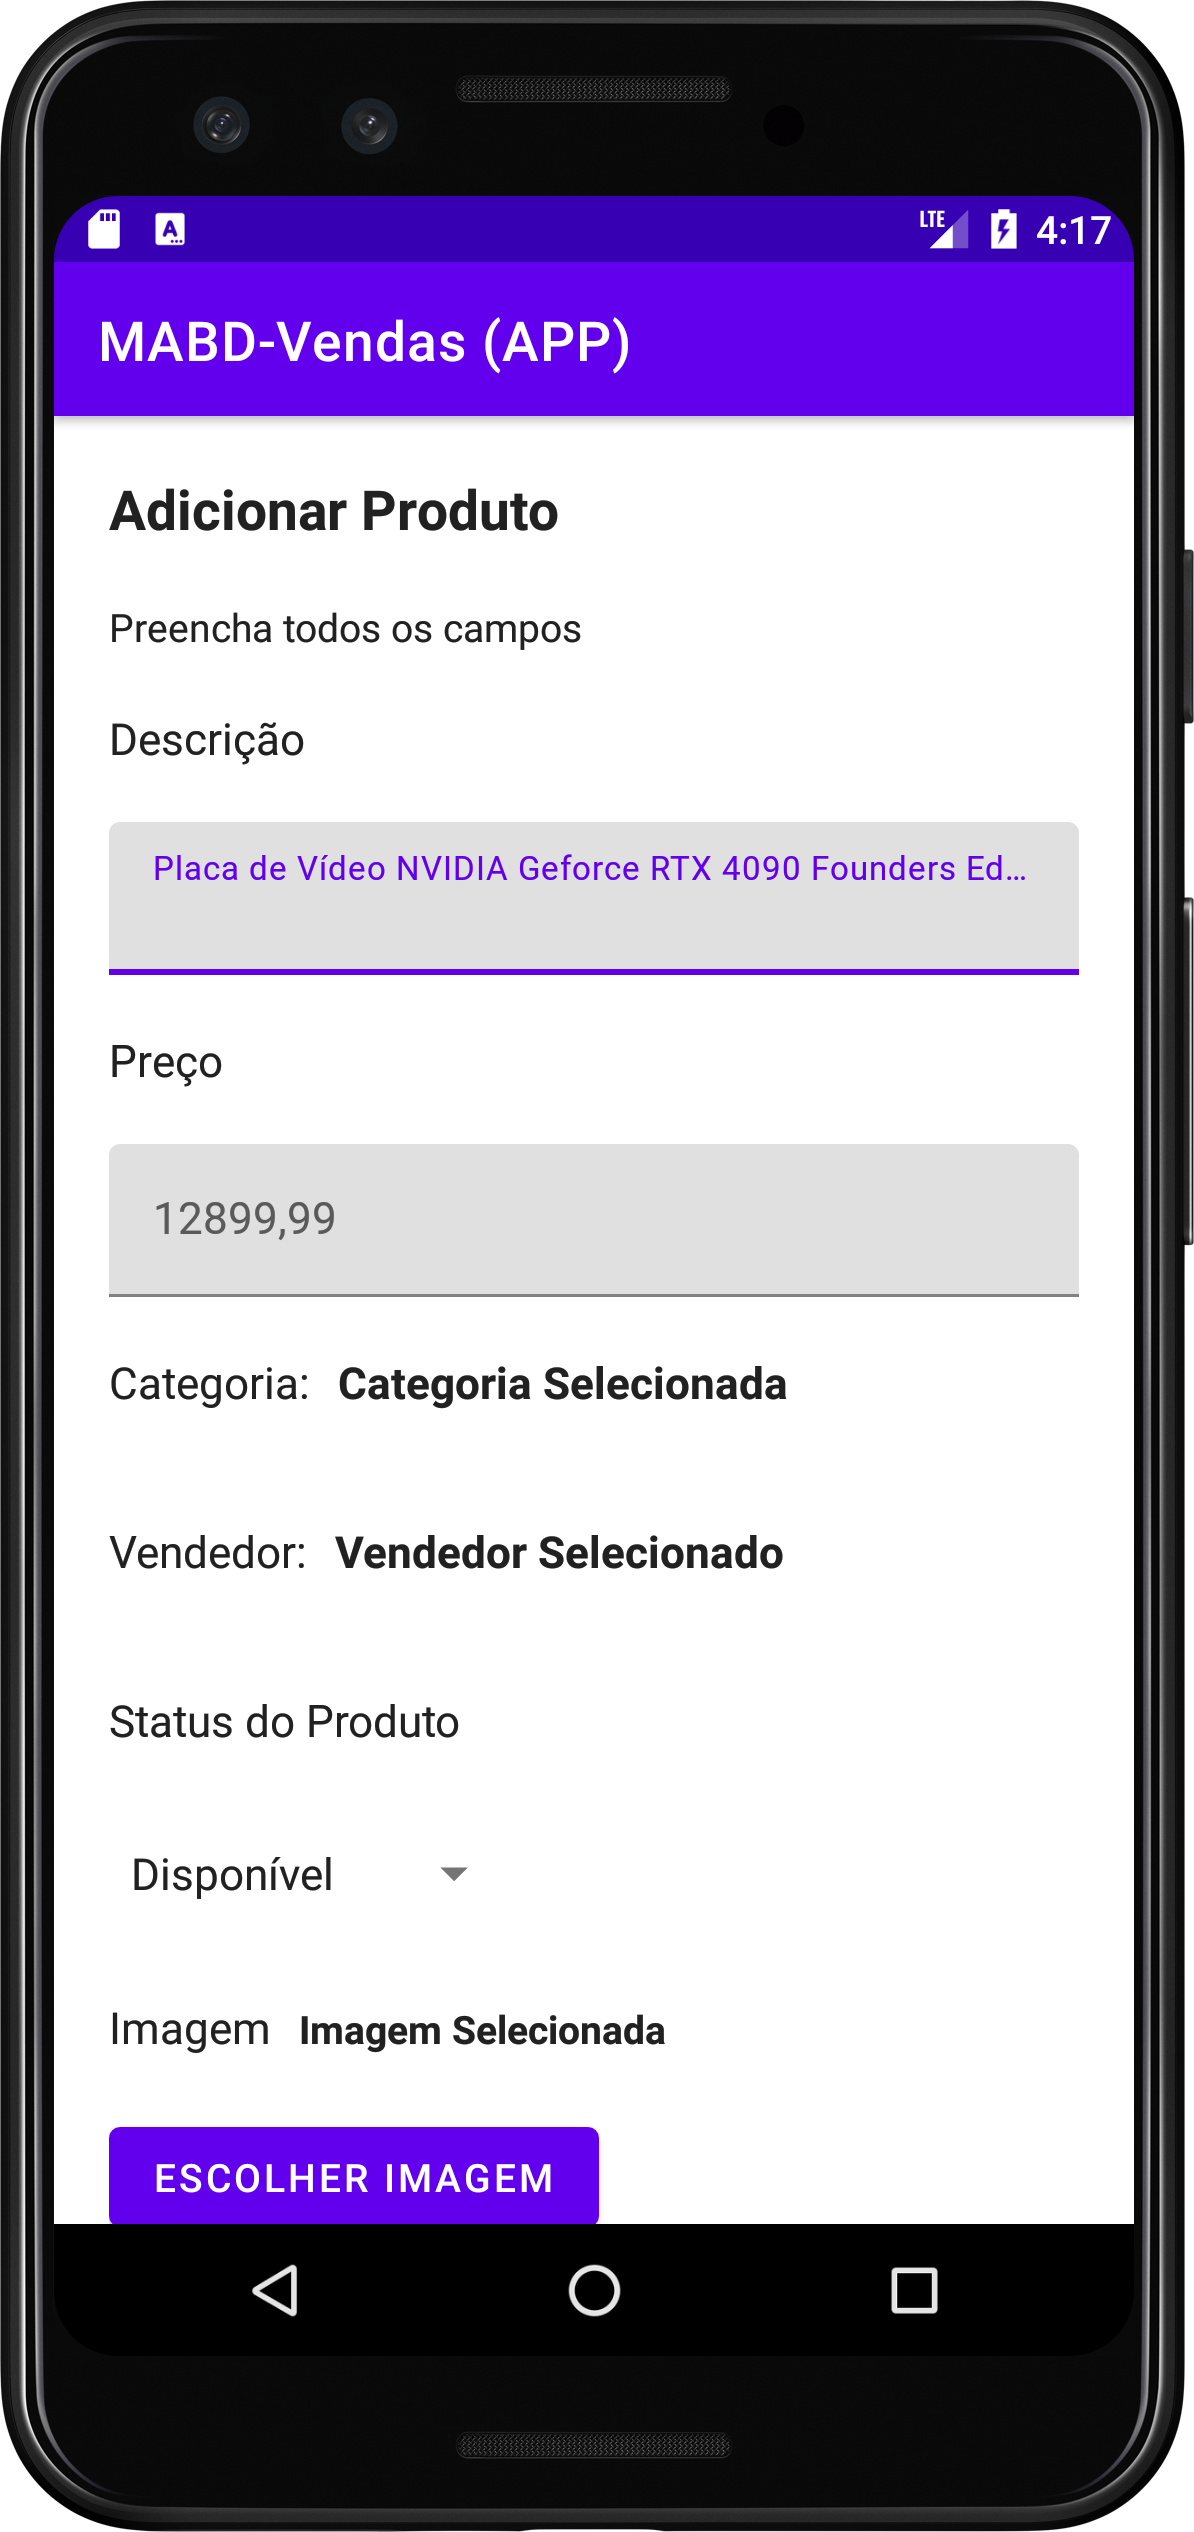 LTE 4:17
MABD-Vendas (APP)
Adicionar Produto
Preencha todos os campos
Descrição
Placa de Vídeo NVIDIA Geforce RTX 4090 Founders Ed...
Preço
12899,99
Categoria: Categoria Selecionada
Vendedor: Vendedor Selecionado
Status do Produto
Disponível
Imagem Imagem Selecionada
ESCOLHER IMAGEM